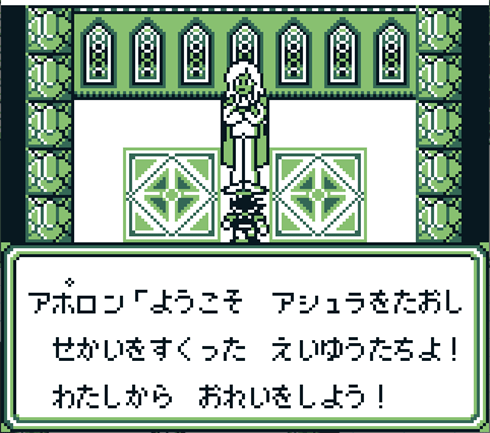 アポロン「ようこそ　アシュラをたおし
せかいをすくった　えいゆうたちよ！
わたしから　おれいをしよう！